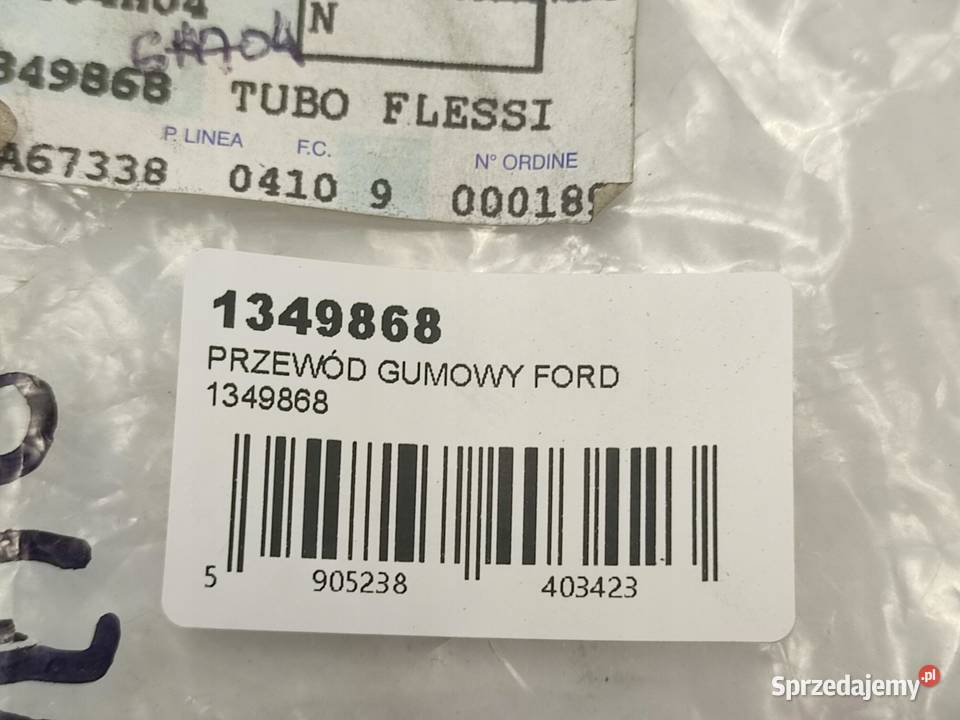 N
GHA04
349868 TUBO FLESSI
P. LINEA F.C. N° ORDINE
A67338 0410 9 00018
1349868
PRZEWÓD GUMOWY FORD
1349868
5 905238 403423
Sprzedajemy.pl